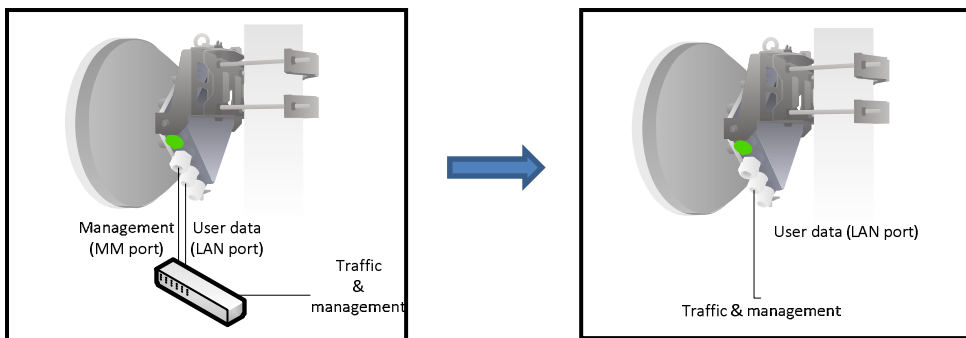 Management
(MM port)
User data
(LAN port)
Traffic
&
management
User data (LAN port)
Traffic & management